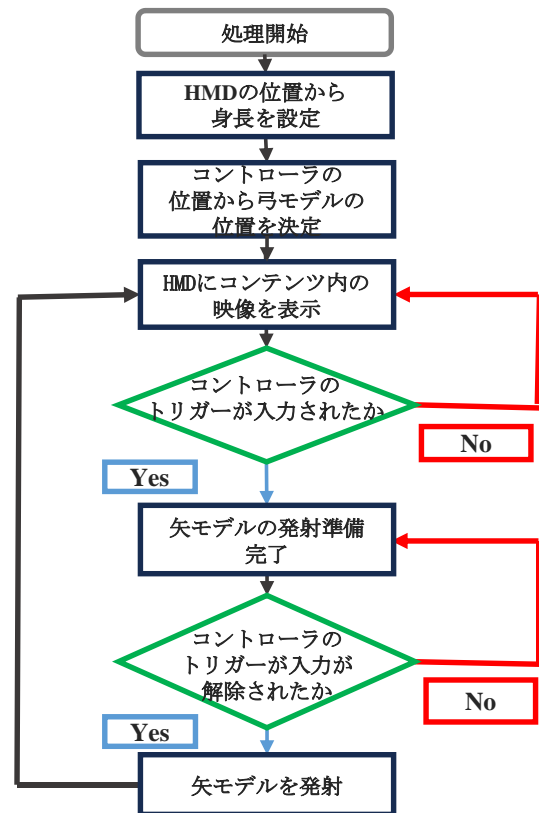 処理開始
HMDの位置から
身長を設定
コントローラの
位置から弓モデルの
位置を決定
HMDにコンテンツ内の
映像を表示
コントローラの
トリガーが入力されたか
No
Yes
矢モデルの発射準備
完了
コントローラの
トリガーが入力が
解除されたか
No
Yes
矢モデルを発射